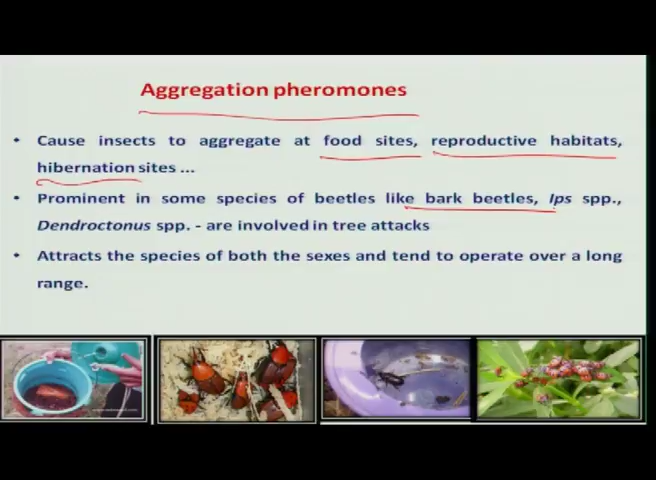 Aggregation pheromones
• Cause insects to aggregate at food sites, reproductive habitats,
hibernation sites ...
• Prominent in some species of beetles like bark beetles, Ips spp.,
Dendroctonus spp. - are involved in tree attacks
• Attracts the species of both the sexes and tend to operate over a long
range.